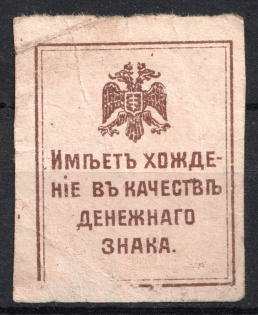 Имѣетъ хожде-
ніе въ качествѣ
денежнаго
знака.